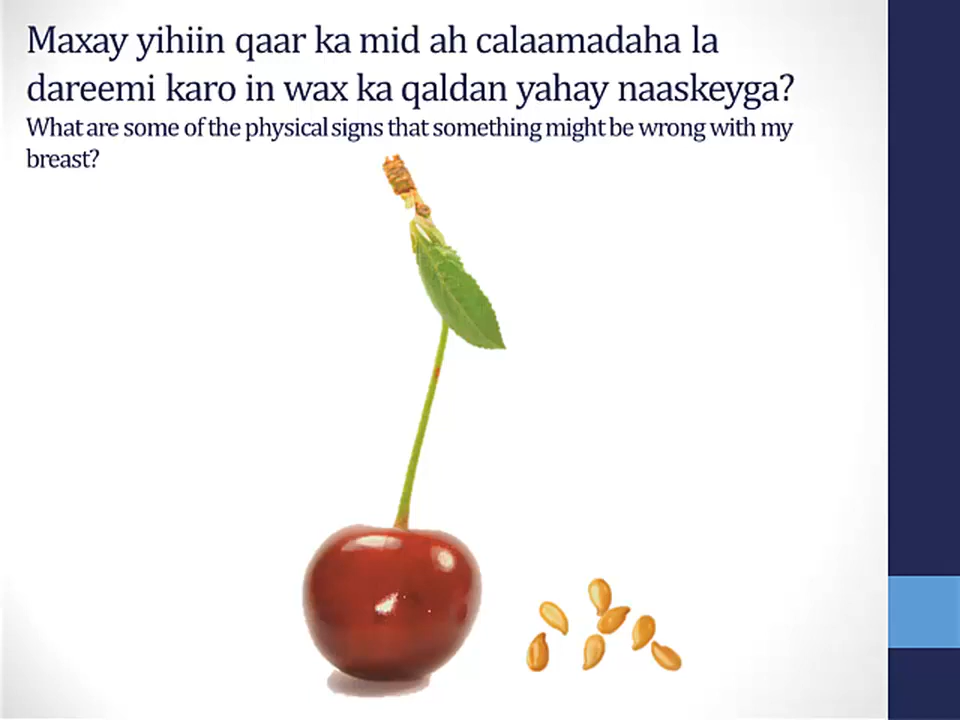 Maxay yihiin qaar ka mid ah calaamadaha la
dareemi karo in wax ka qaldan yahay naaskeyga?
What are some of the physical signs that something might be wrong with my
breast?